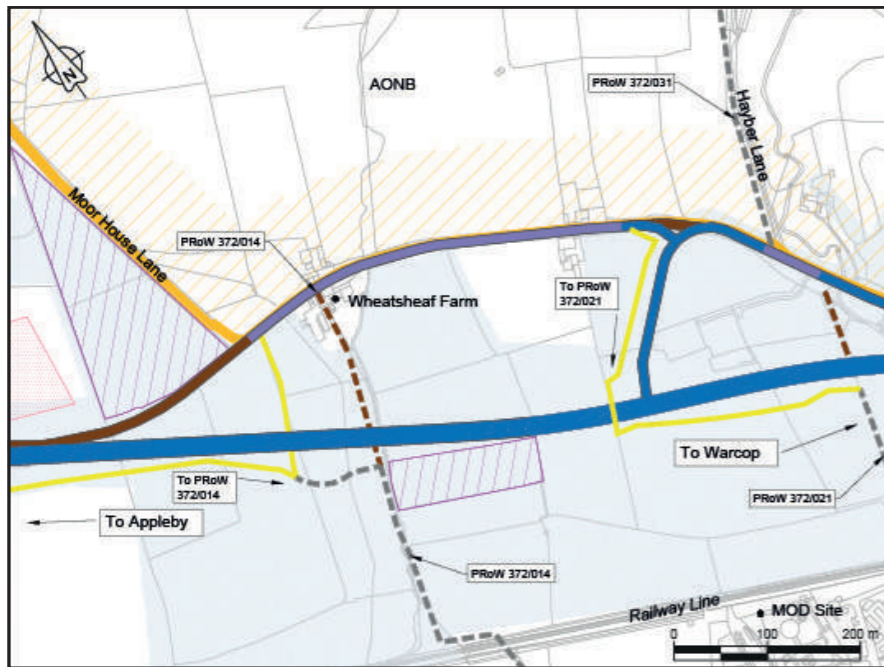 N
AONB
PRoW 372/031
Hayber Lane
Moor House Lane
PRoW 372/014
To PRoW
372/021
Wheatsheaf Farm
To Warcop
To PRoW
372/014
PRoW 372/021
To Appleby
PRoW 372/014
Railway Line
MOD Site
0 100 200 m